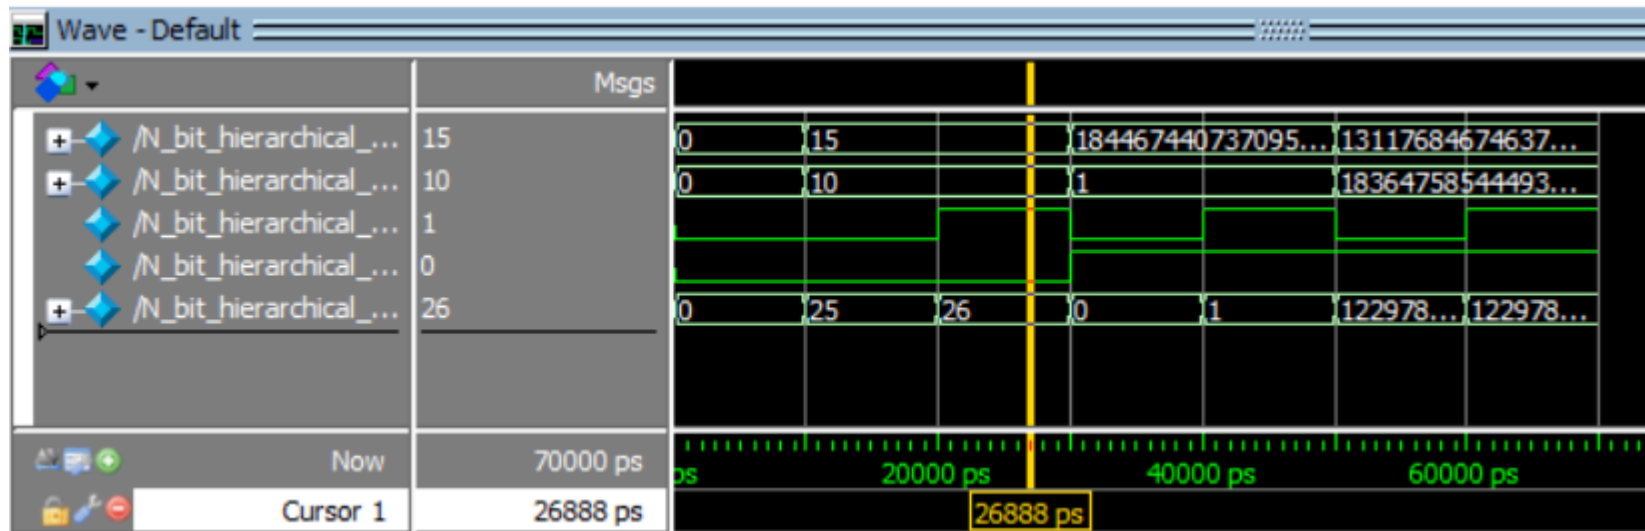 Wave - Default
Msgs
/N_bit_hierarchical_... 15 0 15 184467440737095... 13117684674637...
/N_bit_hierarchical_... 10 0 10 1 18364758544493...
/N_bit_hierarchical_... 1
/N_bit_hierarchical_... 0
/N_bit_hierarchical_... 26 0 25 26 0 1 122978... 122978...
Now 70000 ps ps 20000 ps 40000 ps 60000 ps
Cursor 1 26888 ps 26888 ps